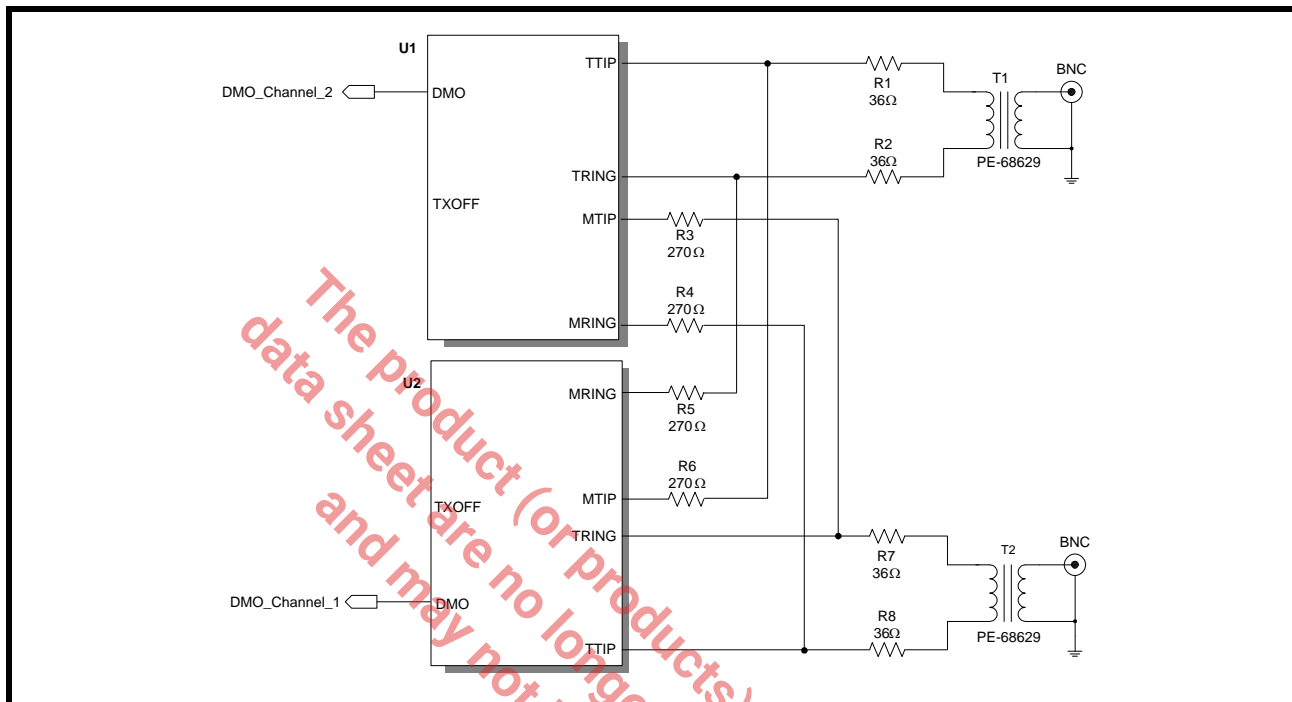 U1
TTIP
DMO_Channel_2
DMO
R1
36Ω
T1
BNC
R2
36Ω
PE-68629
TRING
TXOFF
MTIP
R3
270Ω
R4
270Ω
MRING
U2
MRING
R5
270Ω
R6
270Ω
MTIP
TXOFF
TRING
R7
36Ω
T2
BNC
DMO_Channel_1
DMO
R8
36Ω
PE-68629
TTIP
The product (or products)
data sheet are no longe
and may not